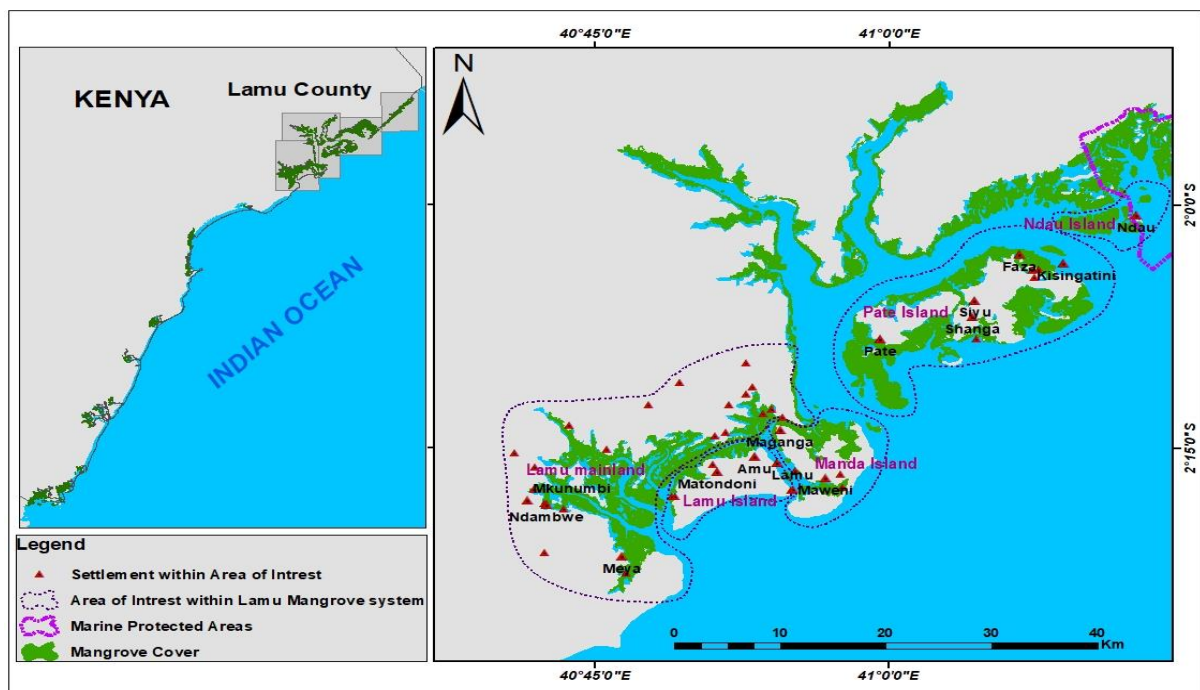 KENYA
Lamu County
INDIAN OCEAN
Legend
Settlement within Area of Intrest
Area of Intrest within Lamu Mangrove system
Marine Protected Areas
Mangrove Cover
40°45'0"E
41°0'0"E
N
2°0'0"S
Ndau Island
Ndau
Faza
Kisingatini
Pate Island
Siyu
Shanga
Pate
Maganga
2°15'0"S
Lamu mainland
Amu
Lamu
Manda Island
Matondoni
Mkunumbi
Maweni
Lamu Island
Ndambwe
Meya
0 10 20 30 40
Km
40°45'0"E
41°0'0"E